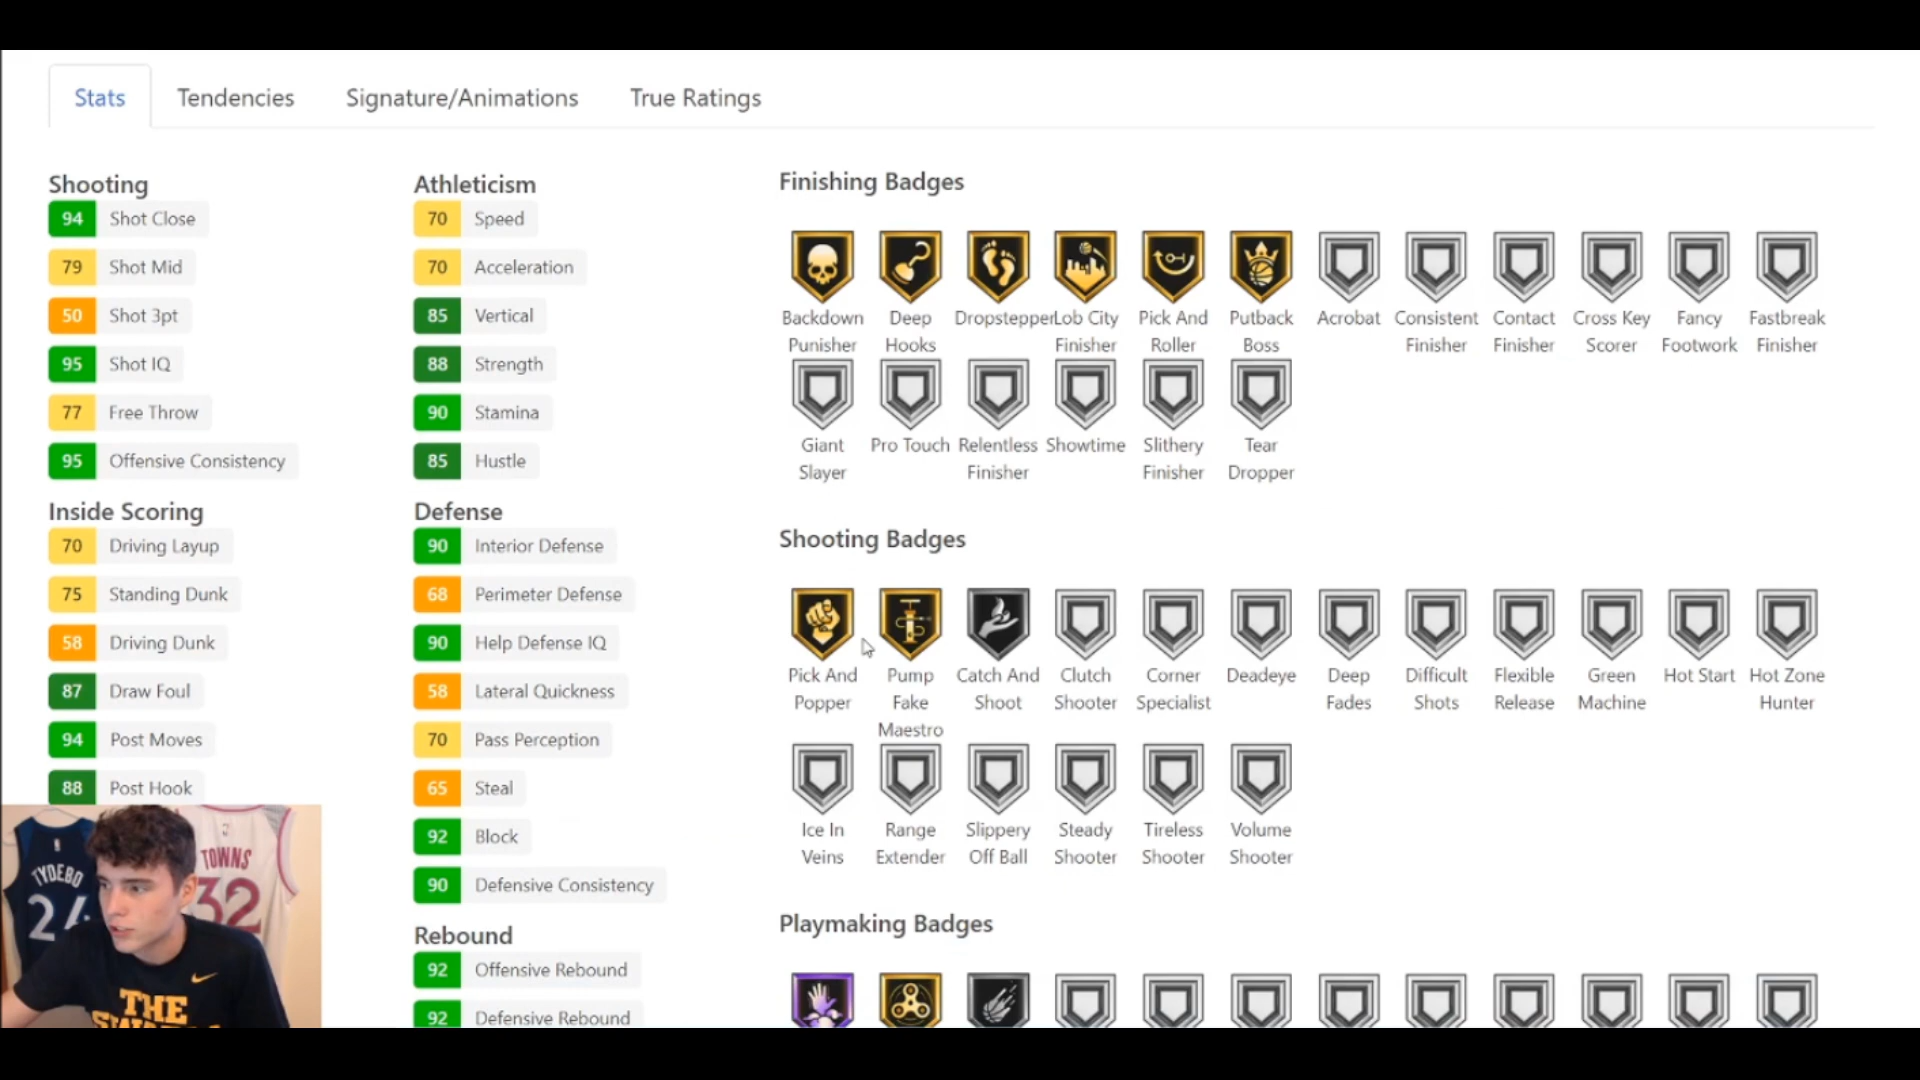 Stats Tendencies Signature/Animations True Ratings
Shooting
94 Shot Close
79 Shot Mid
50 Shot 3pt
95 Shot IQ
77 Free Throw
95 Offensive Consistency
Inside Scoring
70 Driving Layup
75 Standing Dunk
58 Driving Dunk
87 Draw Foul
94 Post Moves
88 Post Hook
Athleticism
70 Speed
70 Acceleration
85 Vertical
88 Strength
90 Stamina
85 Hustle
Defense
90 Interior Defense
68 Perimeter Defense
90 Help Defense IQ
58 Lateral Quickness
70 Pass Perception
65 Steal
92 Block
90 Defensive Consistency
Rebound
92 Offensive Rebound
92 Defensive Rebound
Finishing Badges
Backdown Deep Dropstepper Lob City Pick And Putback Acrobat Consistent Contact Cross Key Fancy Fastbreak
Punisher Hooks Finisher Roller Boss Finisher Finisher Scorer Footwork Finisher
Giant Pro Touch Relentless Showtime Slithery Tear
Slayer Finisher Finisher Dropper
Shooting Badges
Pick And Pump Catch And Clutch Corner Deadeye Deep Difficult Flexible Green Hot Start Hot Zone
Popper Fake Shoot Shooter Specialist Fades Shots Release Machine Hunter
Maestro
Ice In Range Slippery Steady Tireless Volume
Veins Extender Off Ball Shooter Shooter Shooter
Playmaking Badges
TYDEBO
24
TOWNS
32
THE